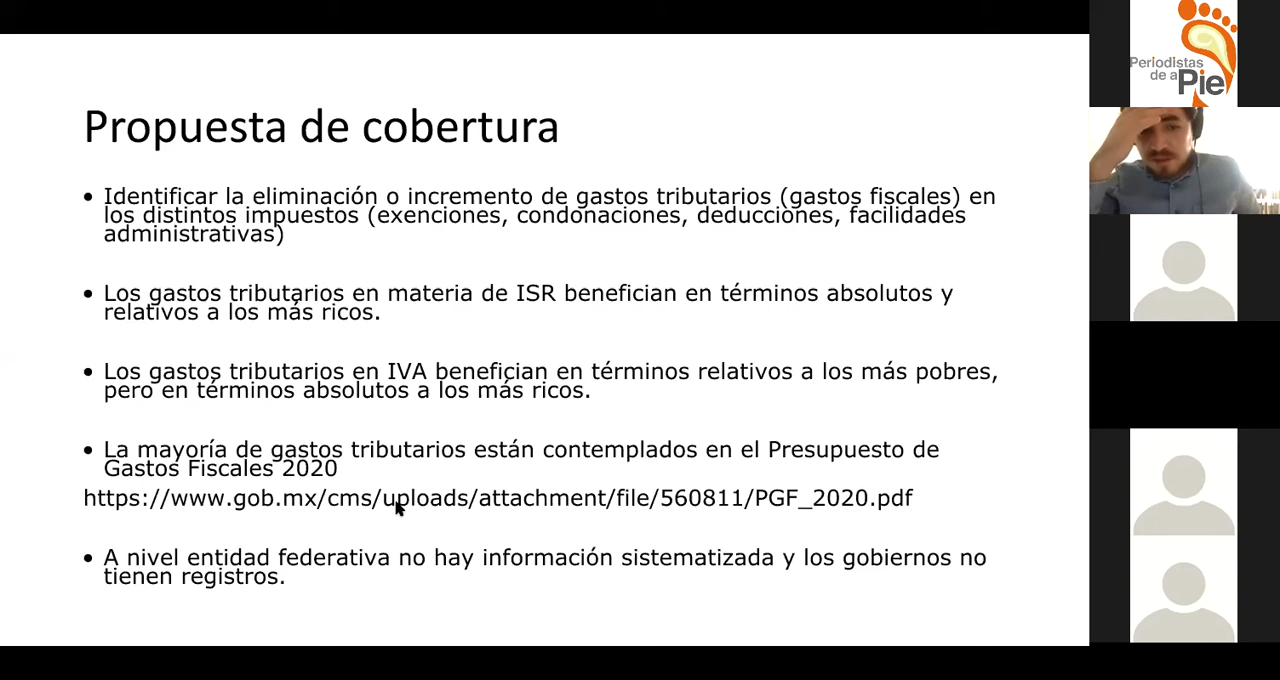 Propuesta de cobertura
• Identificar la eliminación o incremento de gastos tributarios (gastos fiscales) en
los distintos impuestos (exenciones, condonaciones, deducciones, facilidades
administrativas)
• Los gastos tributarios en materia de ISR benefician en términos absolutos y
relativos a los más ricos.
• Los gastos tributarios en IVA benefician en términos relativos a los más pobres,
pero en términos absolutos a los más ricos.
• La mayoría de gastos tributarios están contemplados en el Presupuesto de
Gastos Fiscales 2020
https://www.gob.mx/cms/uploads/attachment/file/560811/PGF_2020.pdf
• A nivel entidad federativa no hay información sistematizada y los gobiernos no
tienen registros.
Periodistas
de a Pie